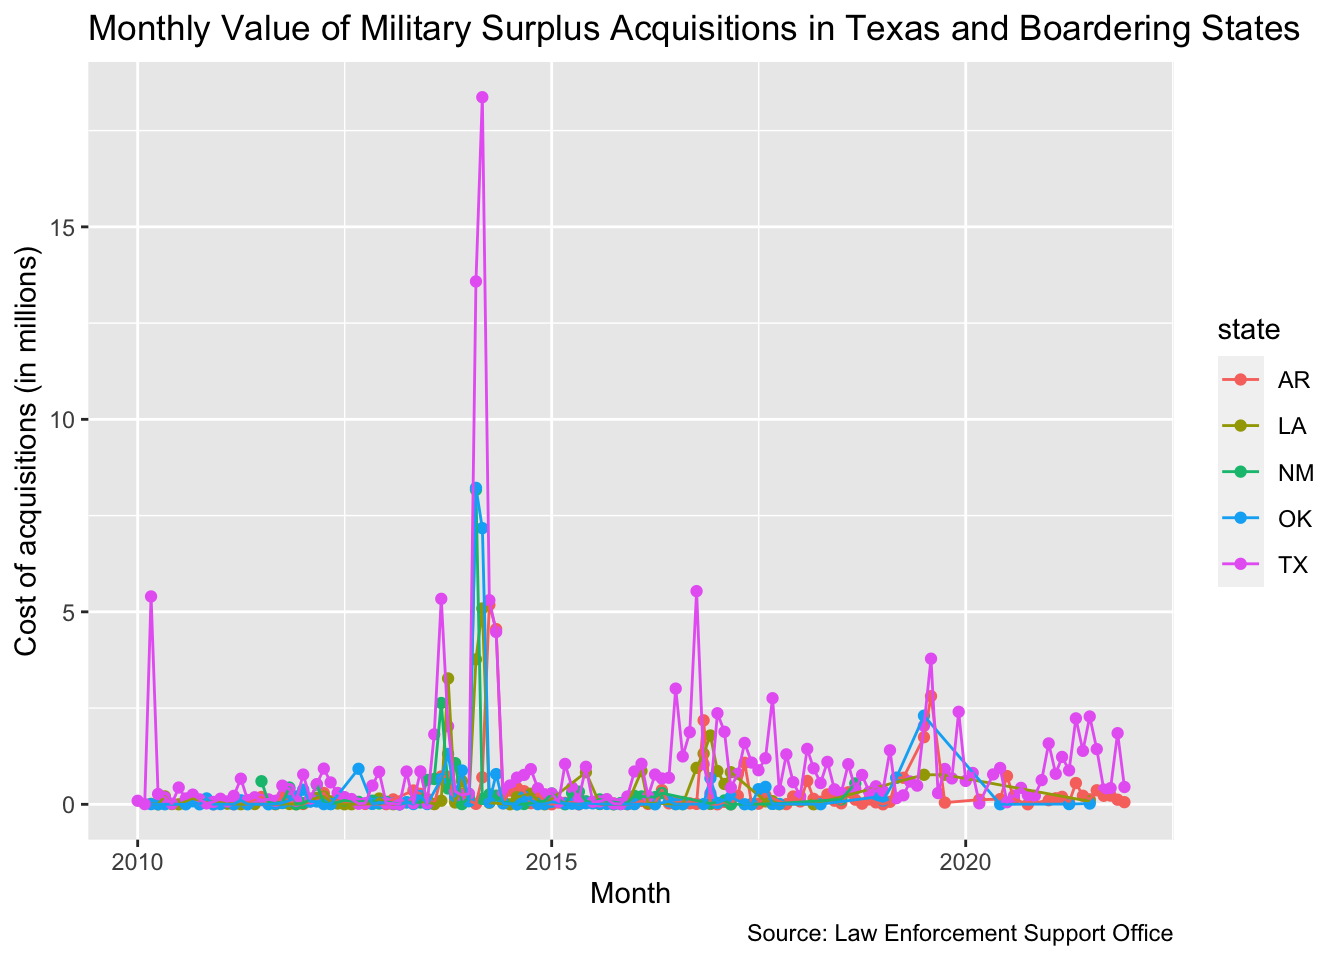 Monthly Value of Military Surplus Acquisitions in Texas and Boardering States
Cost of acquisitions (in millions)
15
10
5
0
2010
2015
2020
Month
state
AR
LA
NM
OK
TX
Source: Law Enforcement Support Office